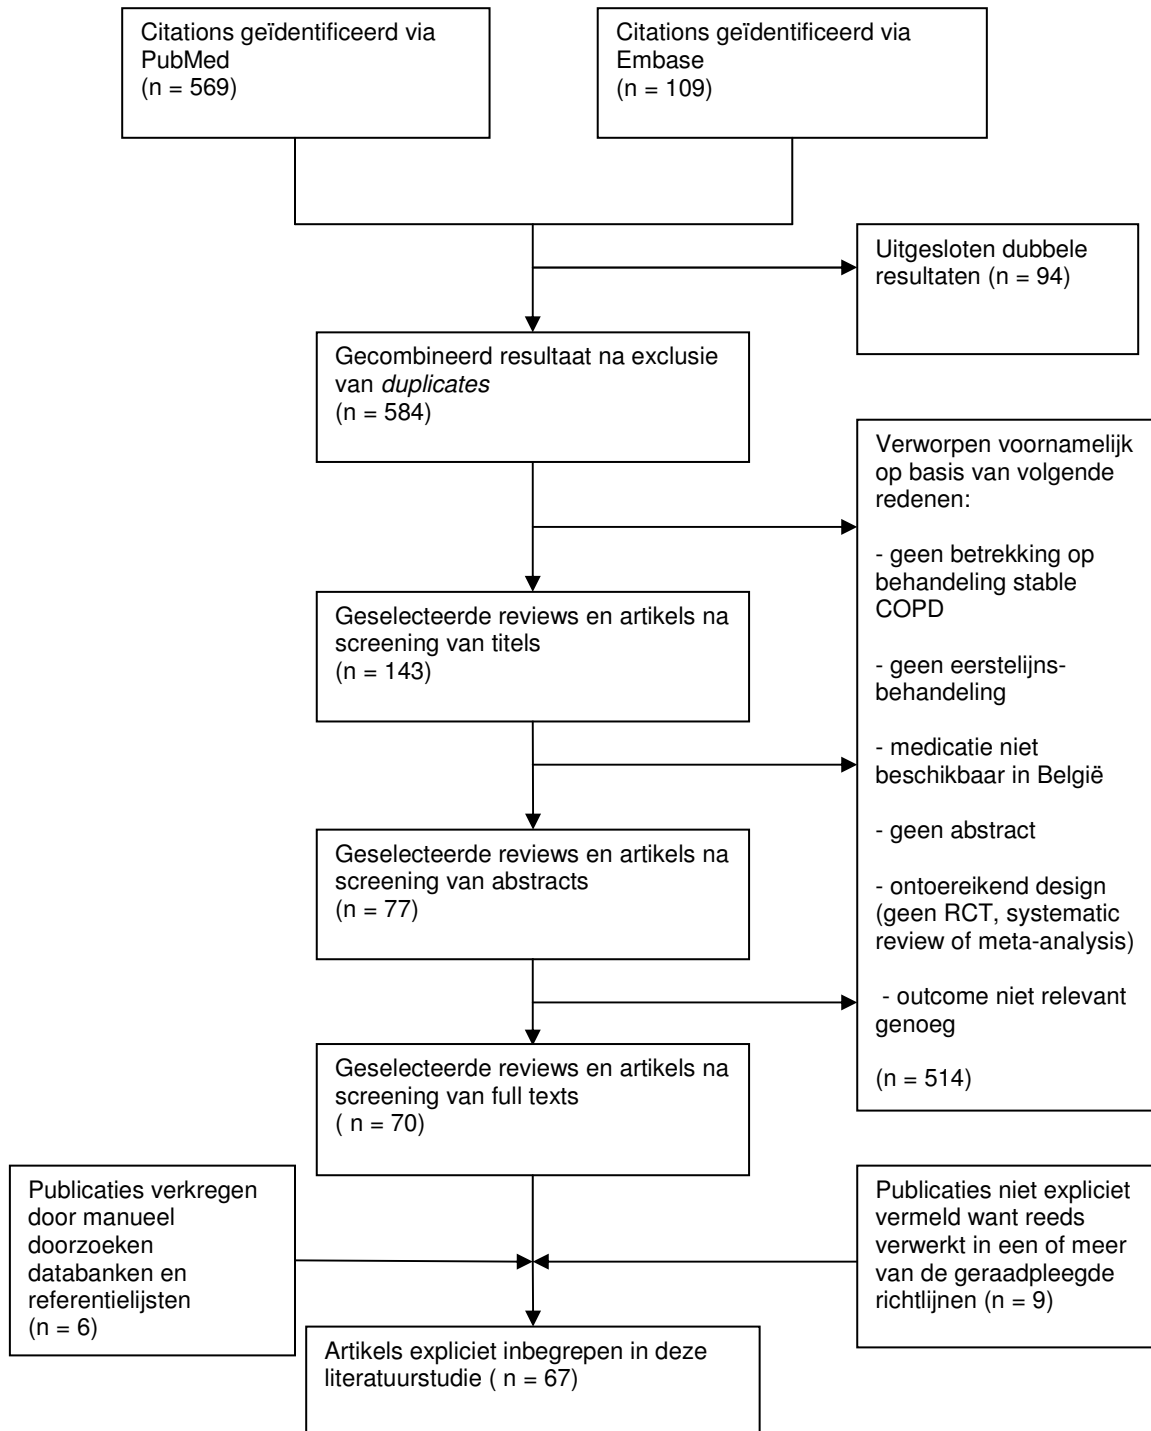 Citations geïdentificeerd via
PubMed
(n = 569)
Citations geïdentificeerd via
Embase
(n = 109)
Uitgesloten dubbele
resultaten (n = 94)
Gecombineerd resultaat na exclusie
van duplicates
(n = 584)
Verworpen voornamelijk
op basis van volgende
redenen:
- geen betrekking op
behandeling stable
COPD
- geen eerstelijns-
behandeling
- medicatie niet
beschikbaar in België
- geen abstract
- ontoereikend design
(geen RCT, systematic
review of meta-analysis)
- outcome niet relevant
genoeg
(n = 514)
Geselecteerde reviews en artikels na
screening van titels
(n = 143)
Geselecteerde reviews en artikels na
screening van abstracts
(n = 77)
Geselecteerde reviews en artikels na
screening van full texts
( n = 70)
Publicaties verkregen
door manueel
doorzoeken
databanken en
referentielijsten
(n = 6)
Publicaties niet expliciet
vermeld want reeds
verwerkt in een of meer
van de geraadpleegde
richtlijnen (n = 9)
Artikels expliciet inbegrepen in deze
literatuurstudie ( n = 67)